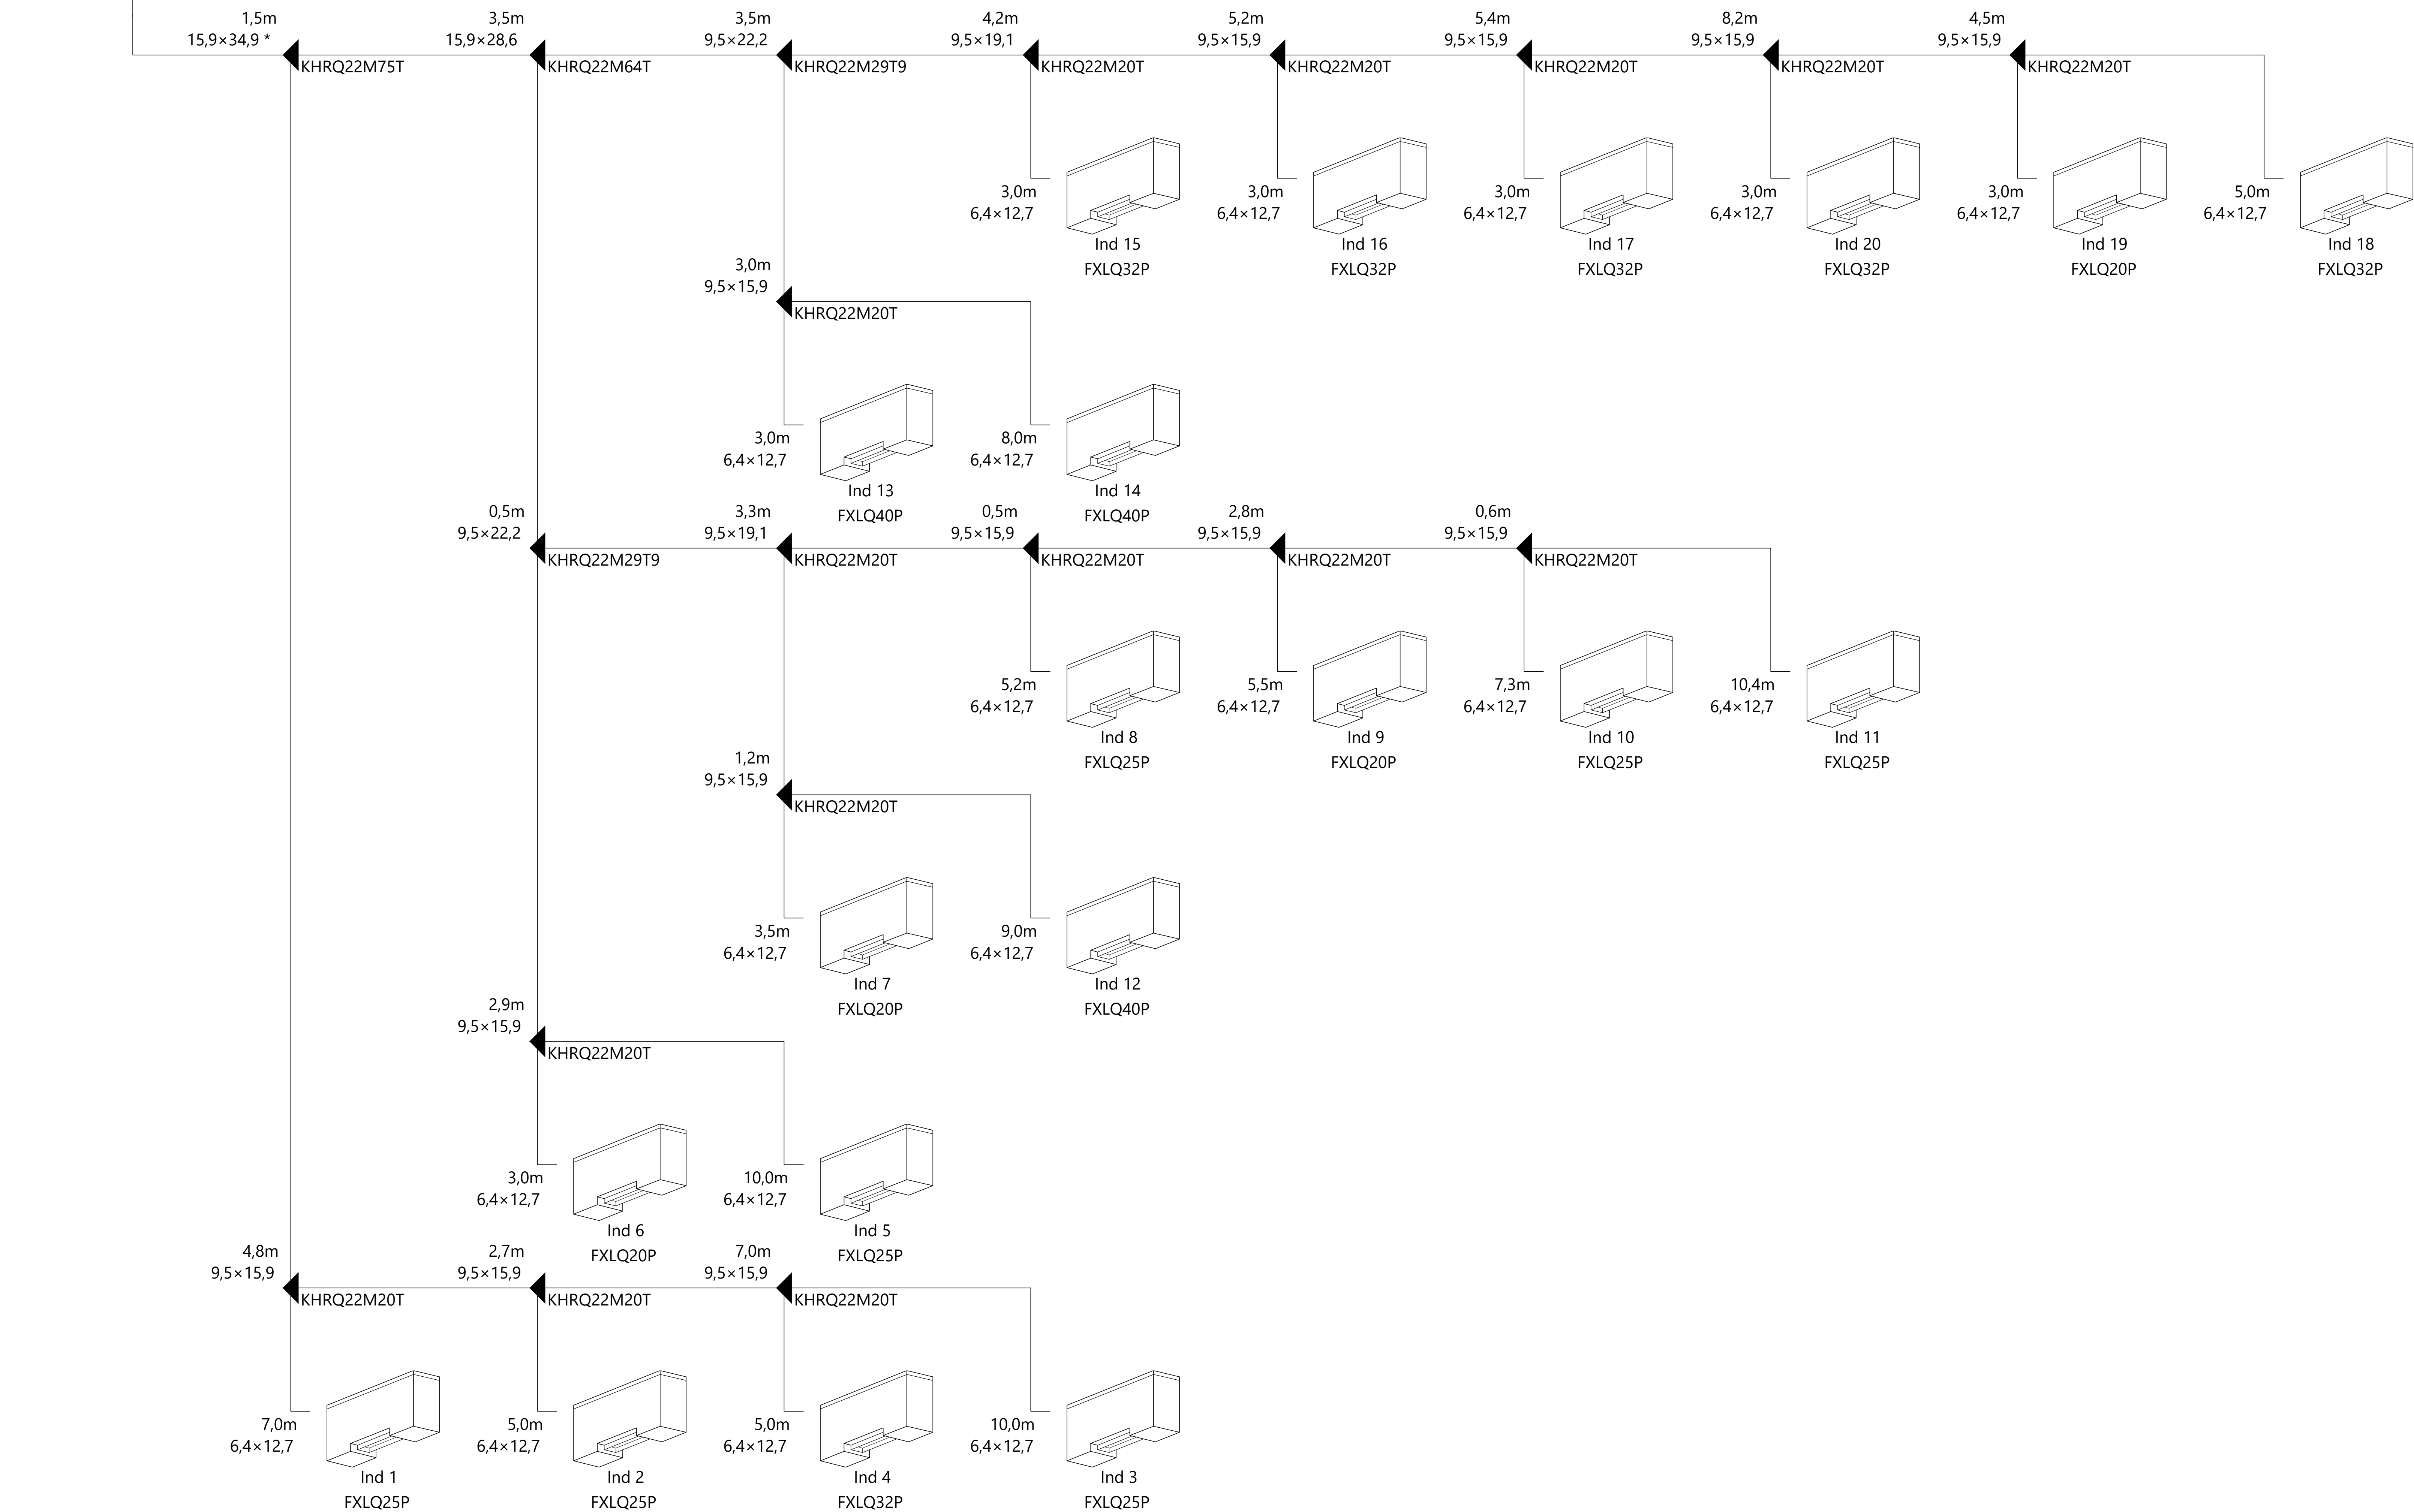 1,5m
15,9×34,9 *
KHRQ22M75T
3,5m
15,9×28,6
KHRQ22M64T
3,5m
9,5×22,2
KHRQ22M29T9
4,2m
9,5×19,1
KHRQ22M20T
5,2m
9,5×15,9
KHRQ22M20T
5,4m
9,5×15,9
KHRQ22M20T
8,2m
9,5×15,9
KHRQ22M20T
4,5m
9,5×15,9
KHRQ22M20T
3,0m
6,4×12,7
Ind 15
FXLQ32P
3,0m
6,4×12,7
Ind 16
FXLQ32P
3,0m
6,4×12,7
Ind 17
FXLQ32P
3,0m
6,4×12,7
Ind 20
FXLQ32P
3,0m
6,4×12,7
Ind 19
FXLQ20P
5,0m
6,4×12,7
Ind 18
FXLQ32P
3,0m
9,5×15,9
KHRQ22M20T
3,0m
6,4×12,7
Ind 13
FXLQ40P
8,0m
6,4×12,7
Ind 14
FXLQ40P
0,5m
9,5×22,2
KHRQ22M29T9
3,3m
9,5×19,1
KHRQ22M20T
0,5m
9,5×15,9
KHRQ22M20T
2,8m
9,5×15,9
KHRQ22M20T
0,6m
9,5×15,9
KHRQ22M20T
5,2m
6,4×12,7
Ind 8
FXLQ25P
5,5m
6,4×12,7
Ind 9
FXLQ20P
7,3m
6,4×12,7
Ind 10
FXLQ25P
10,4m
6,4×12,7
Ind 11
FXLQ25P
1,2m
9,5×15,9
KHRQ22M20T
3,5m
6,4×12,7
Ind 7
FXLQ20P
9,0m
6,4×12,7
Ind 12
FXLQ40P
2,9m
9,5×15,9
KHRQ22M20T
3,0m
6,4×12,7
Ind 6
FXLQ20P
10,0m
6,4×12,7
Ind 5
FXLQ25P
4,8m
9,5×15,9
KHRQ22M20T
2,7m
9,5×15,9
KHRQ22M20T
7,0m
9,5×15,9
KHRQ22M20T
7,0m
6,4×12,7
Ind 1
FXLQ25P
5,0m
6,4×12,7
Ind 2
FXLQ25P
5,0m
6,4×12,7
Ind 4
FXLQ32P
10,0m
6,4×12,7
Ind 3
FXLQ25P